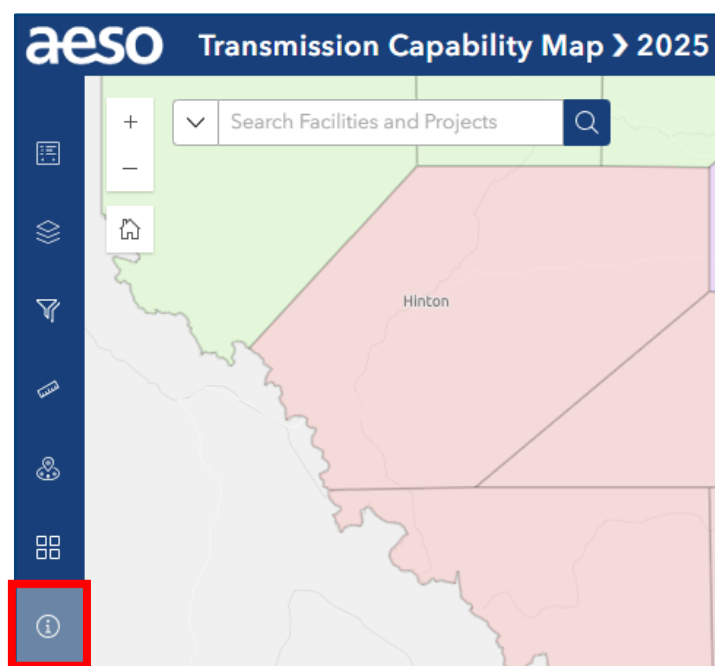 aeso Transmission Capability Map ❯ 2025
+
Search Facilities and Projects
−
Hinton